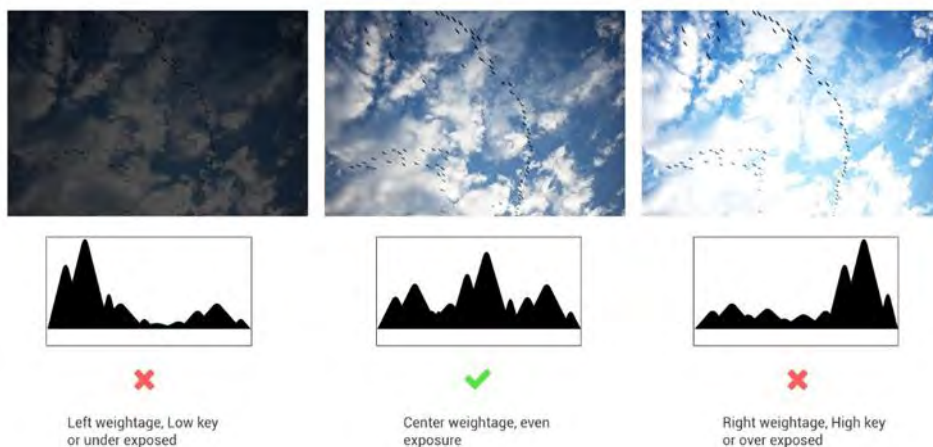 Left weightage, Low key
or under exposed
Center weightage, even
exposure
Right weightage, High key
or over exposed